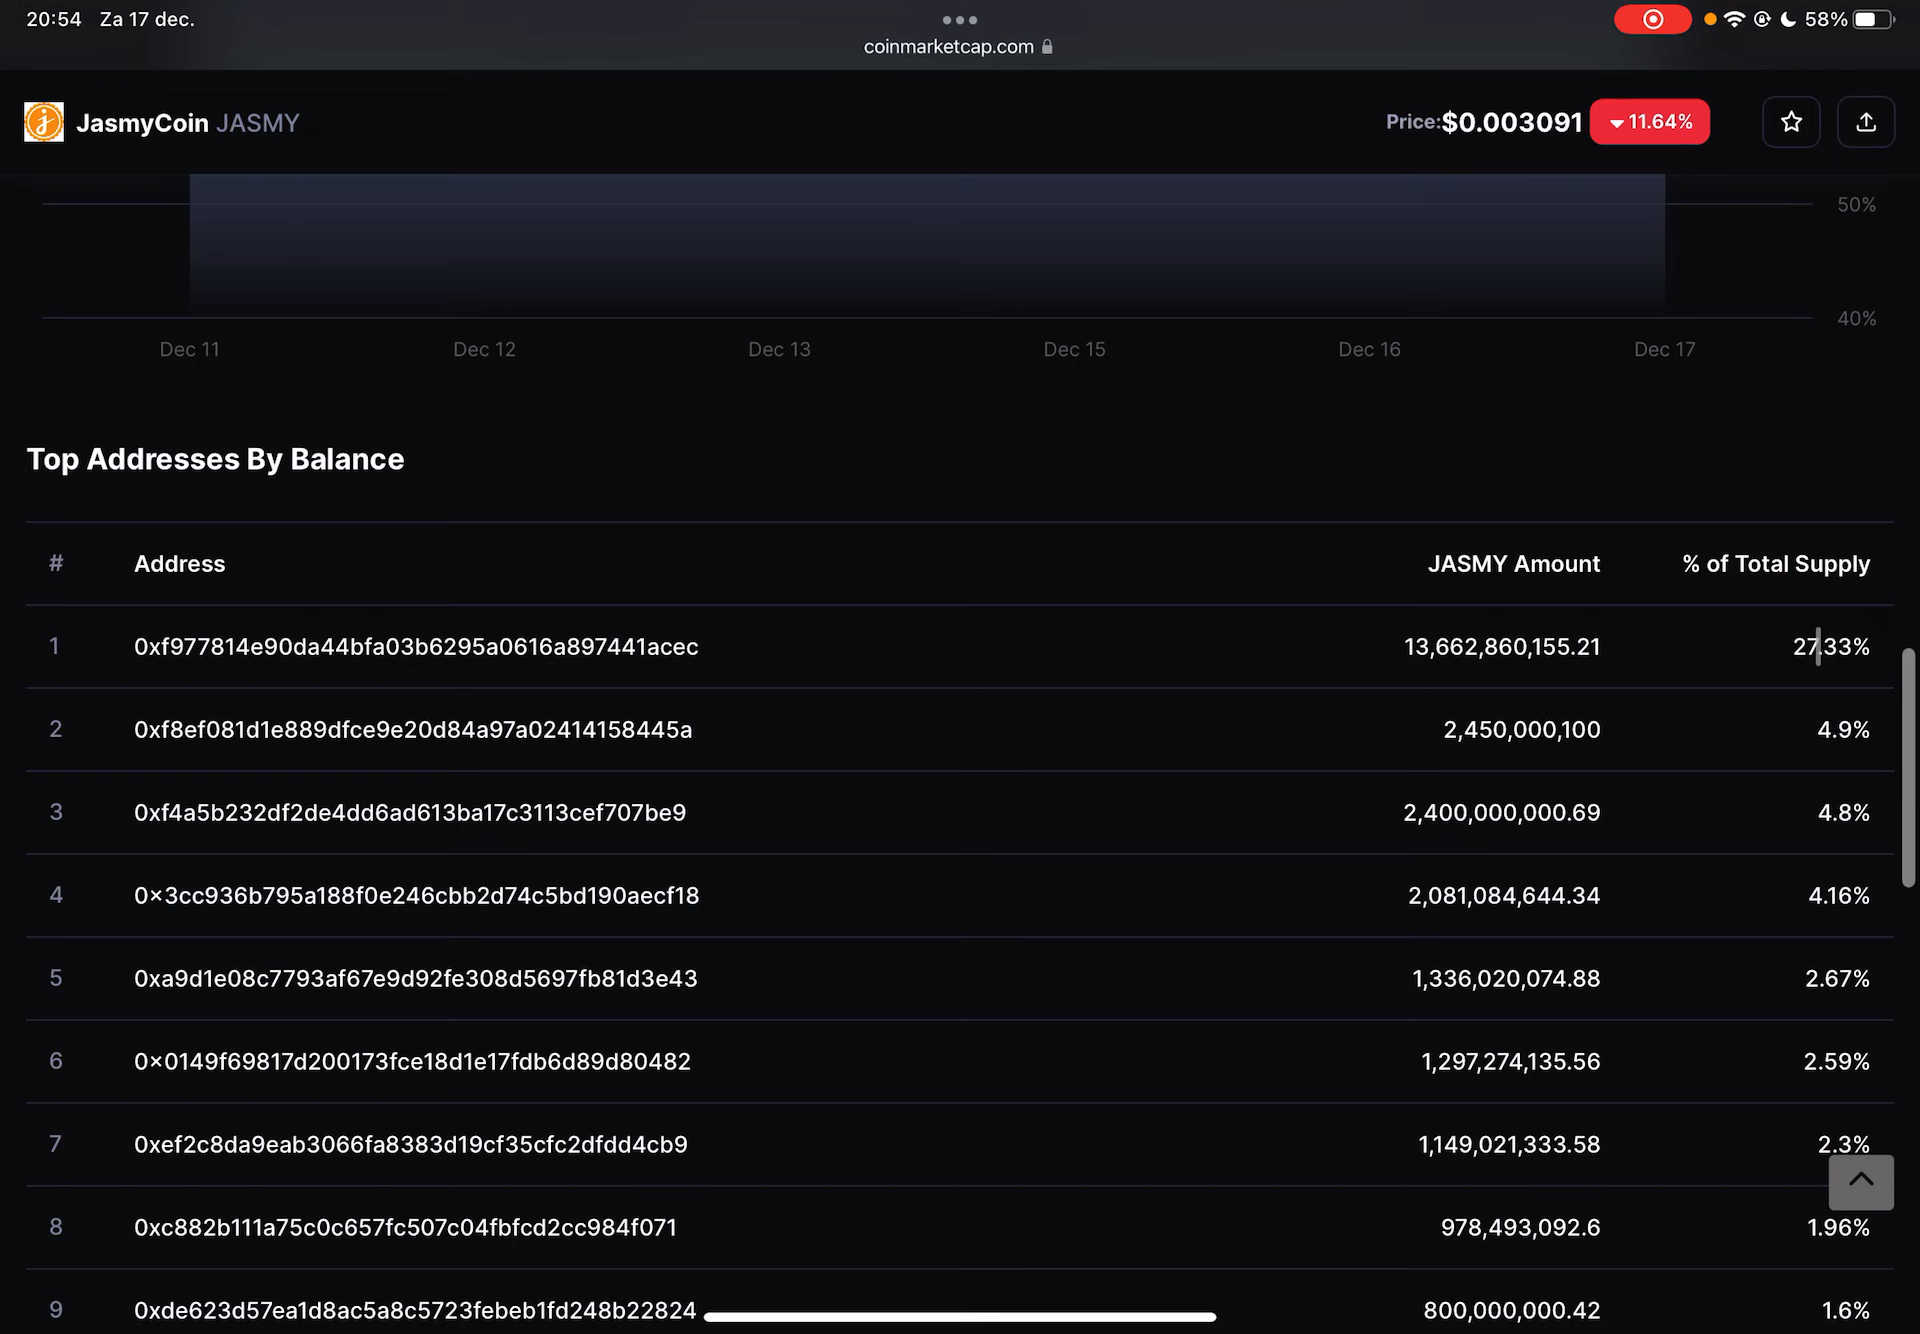 20:54 Za 17 dec.
58%
coinmarketcap.com
JasmyCoin JASMY
Price:$0.003091 11.64%
50%
40%
Dec 11 Dec 12 Dec 13 Dec 15 Dec 16 Dec 17
Top Addresses By Balance
# Address JASMY Amount % of Total Supply
1 0xf977814e90da44bfa03b6295a0616a897441acec 13,662,860,155.21 27.33%
2 0xf8ef081d1e889dfce9e20d84a97a02414158445a 2,450,000,100 4.9%
3 0xf4a5b232df2de4dd6ad613ba17c3113cef707be9 2,400,000,000.69 4.8%
4 0×3cc936b795a188f0e246cbb2d74c5bd190aecf18 2,081,084,644.34 4.16%
5 0xa9d1e08c7793af67e9d92fe308d5697fb81d3e43 1,336,020,074.88 2.67%
6 0×0149f69817d200173fce18d1e17fdb6d89d80482 1,297,274,135.56 2.59%
7 0xef2c8da9eab3066fa8383d19cf35cfc2dfdd4cb9 1,149,021,333.58 2.3%
8 0xc882b111a75c0c657fc507c04fbfcd2cc984f071 978,493,092.6 1.96%
9 0xde623d57ea1d8ac5a8c5723febeb1fd248b22824 800,000,000.42 1.6%